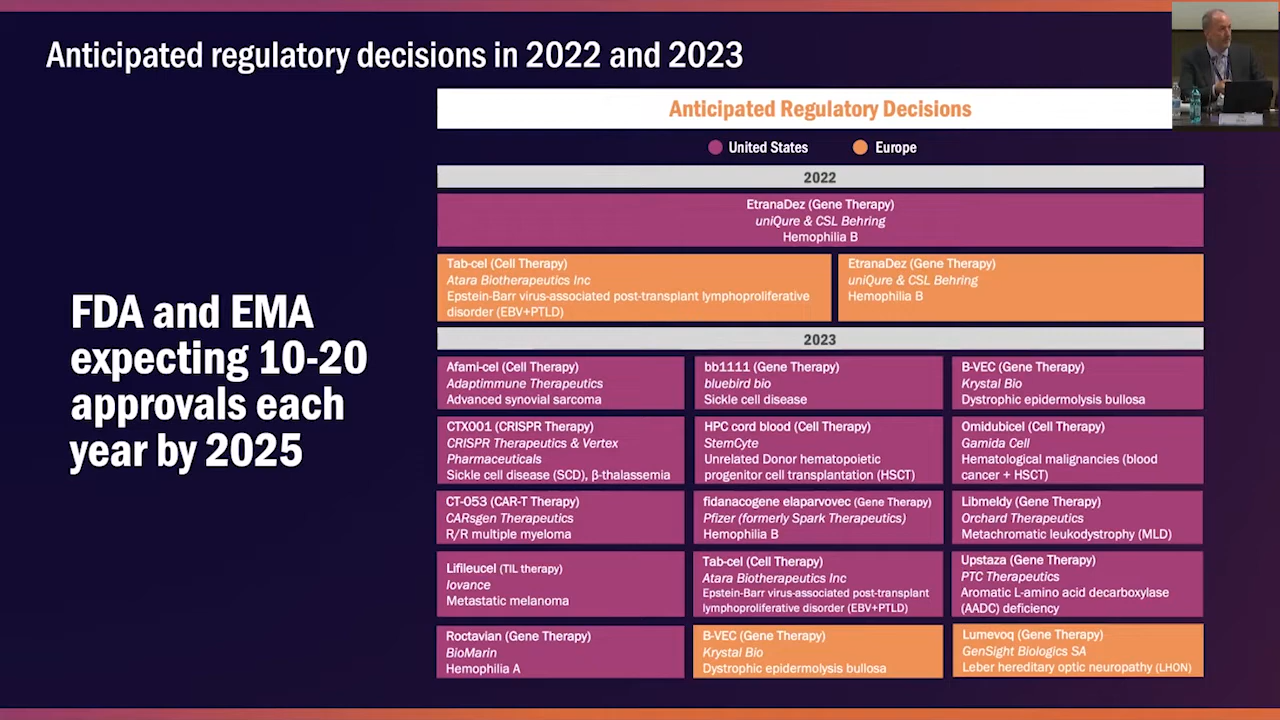 Anticipated regulatory decisions in 2022 and 2023
FDA and EMA
expecting 10-20
approvals each
year by 2025
Anticipated Regulatory Decisions
United States
Europe
2022
EtranaDez (Gene Therapy)
uniQure & CSL Behring
Hemophilia B
Tab-cel (Cell Therapy)
Atara Biotherapeutics Inc
Epstein-Barr virus-associated post-transplant lymphoproliferative
disorder (EBV+PTLD)
EtranaDez (Gene Therapy)
uniQure & CSL Behring
Hemophilia B
2023
Afami-cel (Cell Therapy)
Adaptimmune Therapeutics
Advanced synovial sarcoma
bb1111 (Gene Therapy)
bluebird bio
Sickle cell disease
B-VEC (Gene Therapy)
Krystal Bio
Dystrophic epidermolysis bullosa
CTX001 (CRISPR Therapy)
CRISPR Therapeutics & Vertex
Pharmaceuticals
Sickle cell disease (SCD), β-thalassemia
HPC cord blood (Cell Therapy)
StemCyte
Unrelated Donor hematopoietic
progenitor cell transplantation (HSCT)
Omidubicel (Cell Therapy)
Gamida Cell
Hematological malignancies (blood
cancer + HSCT)
CT-053 (CAR-T Therapy)
CARsgen Therapeutics
R/R multiple myeloma
fidanacogene elaparvovec (Gene Therapy)
Pfizer (formerly Spark Therapeutics)
Hemophilia B
Libmeldy (Gene Therapy)
Orchard Therapeutics
Metachromatic leukodystrophy (MLD)
Lifileucel (TIL therapy)
Iovance
Metastatic melanoma
Tab-cel (Cell Therapy)
Atara Biotherapeutics Inc
Epstein-Barr virus-associated post-transplant
lymphoproliferative disorder (EBV+PTLD)
Upstaza (Gene Therapy)
PTC Therapeutics
Aromatic L-amino acid decarboxylase
(AADC) deficiency
Roctavian (Gene Therapy)
BioMarin
Hemophilia A
B-VEC (Gene Therapy)
Krystal Bio
Dystrophic epidermolysis bullosa
Lumevoq (Gene Therapy)
GenSight Biologics SA
Leber hereditary optic neuropathy (LHON)